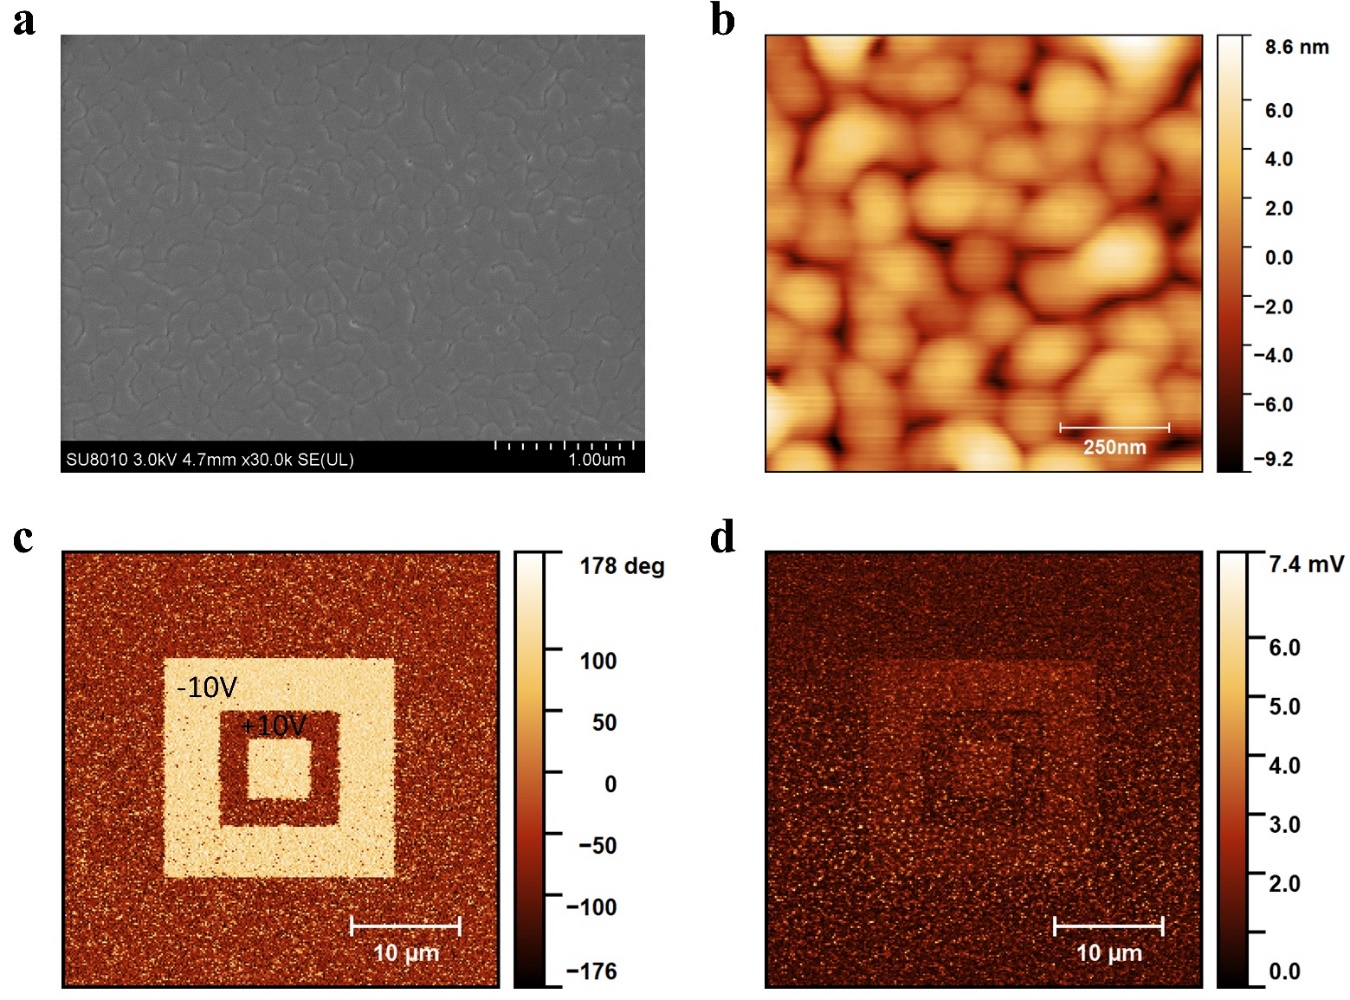 a
SU8010 3.0kV 4.7mm x30.0k SE(UL)
1.00um
b
250nm
8.6 nm
6.0
4.0
2.0
0.0
−2.0
−4.0
−6.0
−9.2
c
-10V
+10V
10 µm
178 deg
100
50
0
−50
−100
−176
d
10 µm
7.4 mV
6.0
5.0
4.0
3.0
2.0
0.0